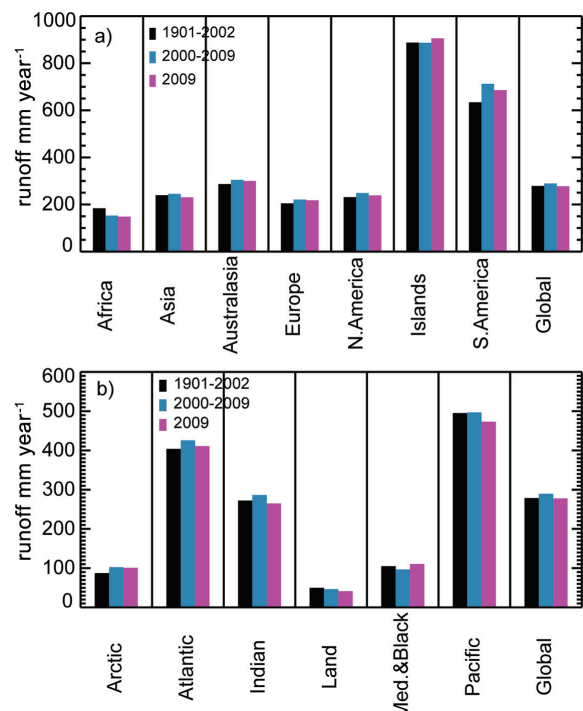 a)
1901-2002
2000-2009
2009
runoff mm year⁻¹
1000
800
600
400
200
0
Africa
Asia
Australasia
Europe
N.America
Islands
S.America
Global
b)
1901-2002
2000-2009
2009
runoff mm year⁻¹
600
500
400
300
200
100
0
Arctic
Atlantic
Indian
Land
Med.&Black
Pacific
Global